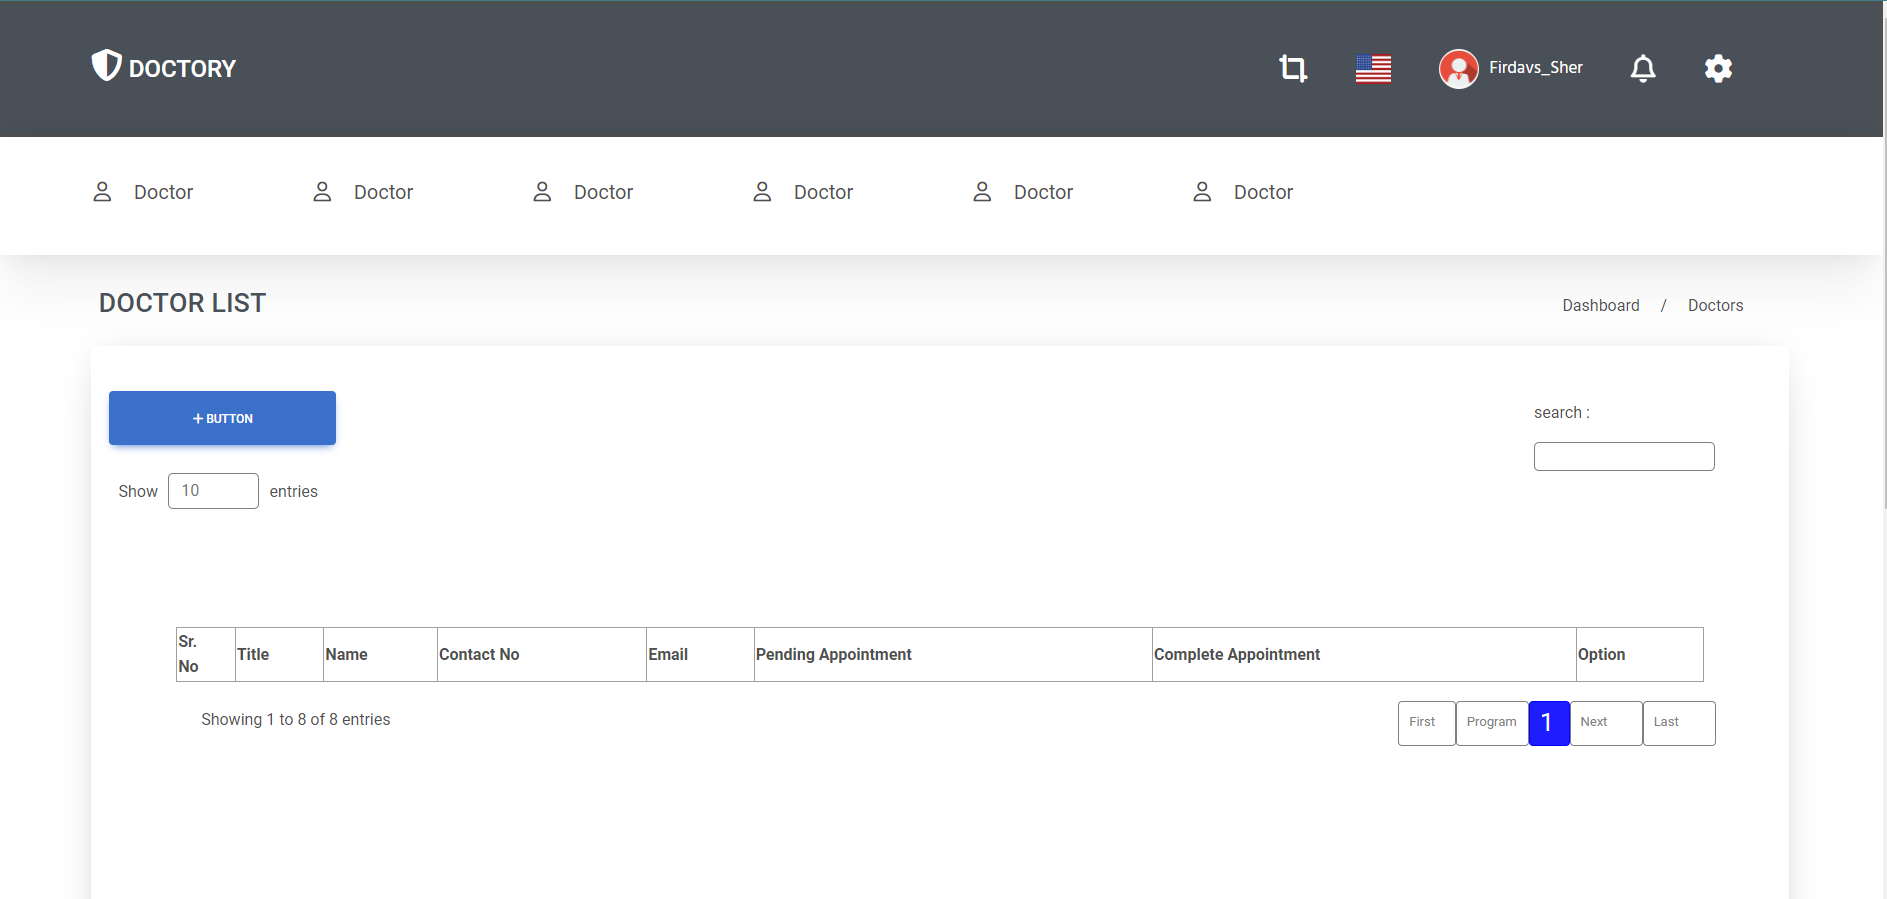 DOCTORY
Firdavs_Sher
Doctor Doctor Doctor Doctor Doctor Doctor
DOCTOR LIST
Dashboard / Doctors
+ BUTTON
search :
Show 10 entries
Sr. No Title Name Contact No Email Pending Appointment Complete Appointment Option
Showing 1 to 8 of 8 entries
First Program 1 Next Last